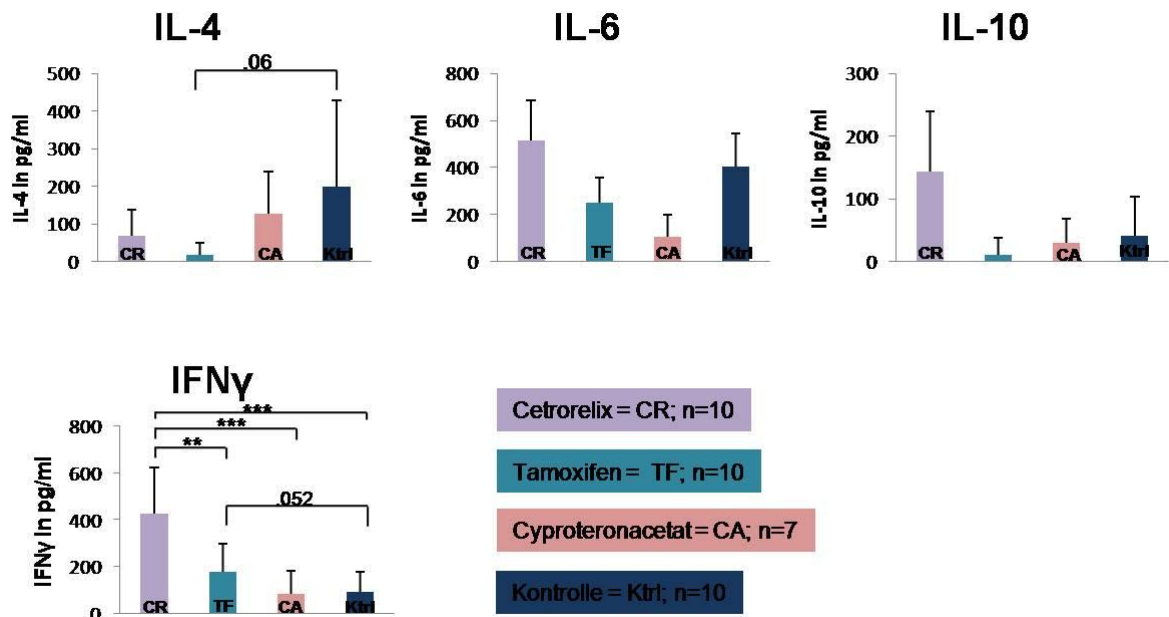 IL-4
.06
500
400
300
200
100
0
IL-4 in pg/ml
CR
CA
Ktrl
IL-6
800
600
400
200
0
IL-6 in pg/ml
CR
TF
CA
Ktrl
IL-10
300
200
100
0
IL-10 in pg/ml
CR
CA
Ktrl
IFNγ
***
***
**
.052
800
600
400
200
0
IFNγ in pg/ml
CR
TF
CA
Ktrl
Cetrorelix = CR; n=10
Tamoxifen = TF; n=10
Cyproteronacetat = CA; n=7
Kontrolle = Ktrl; n=10